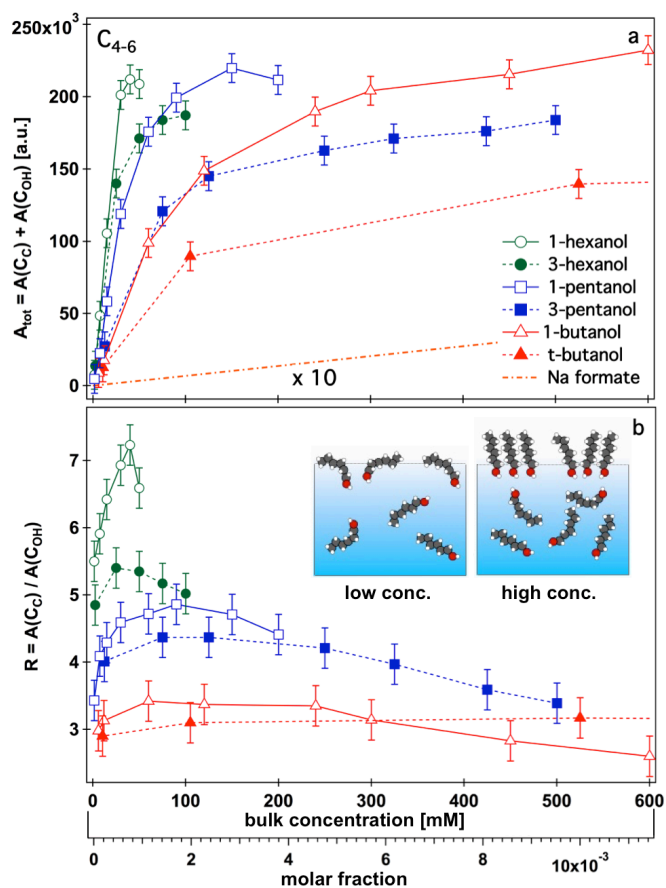 250x10³
C₄₋₆
a
200
150
100
50
0
A_tot = A(C_C) + A(C_OH) [a.u.]
1-hexanol
3-hexanol
1-pentanol
3-pentanol
1-butanol
t-butanol
Na formate
x 10
b
7
6
5
4
3
R = A(C_C) / A(C_OH)
low conc.
high conc.
0 100 200 300 400 500 600
bulk concentration [mM]
0 2 4 6 8 10x10⁻³
molar fraction